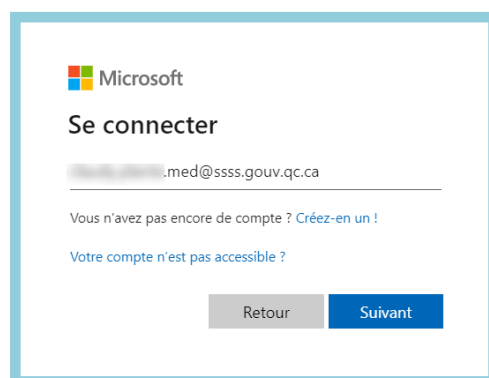 Microsoft
Se connecter
.med@ssss.gouv.qc.ca
Vous n'avez pas encore de compte ? Créez-en un !
Votre compte n'est pas accessible ?
Retour Suivant